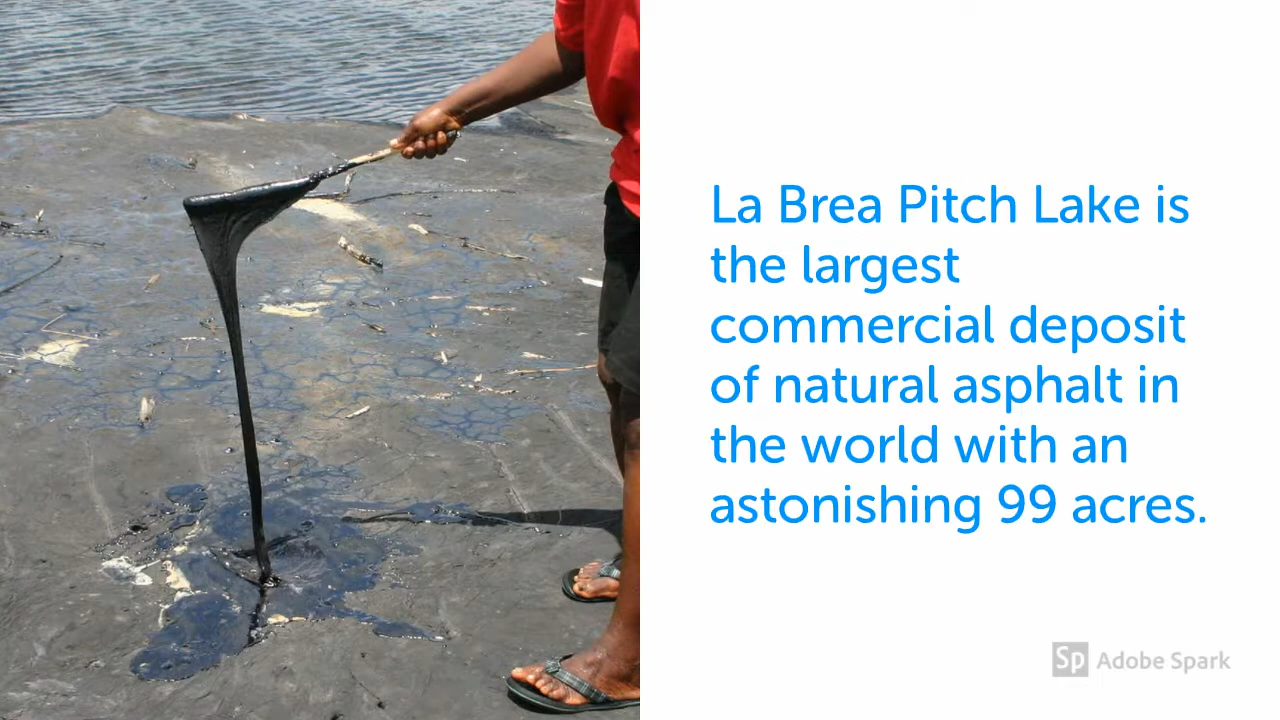 La Brea Pitch Lake is
the largest
commercial deposit
of natural asphalt in
the world with an
astonishing 99 acres.
Sp Adobe Spark